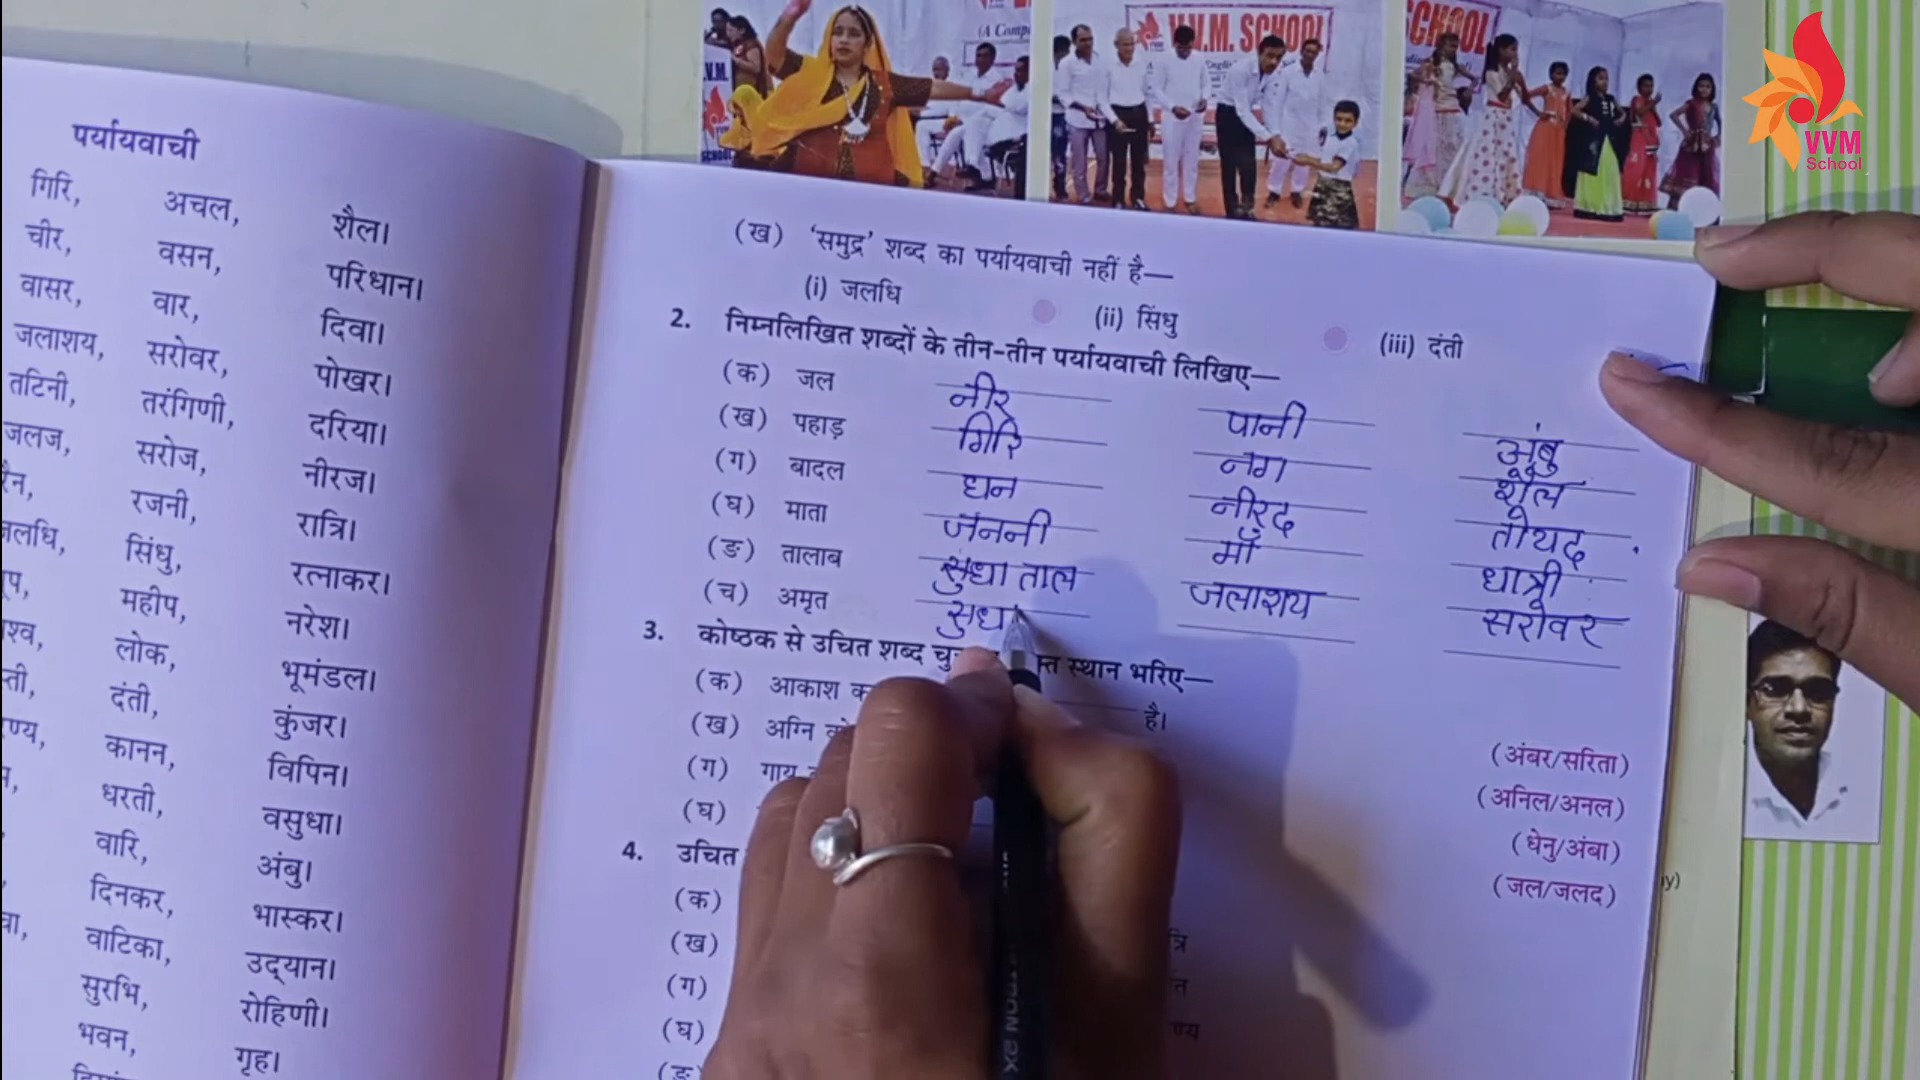 (A Comp
V.M.
SCHOOL
V.V.M. SCHOOL
SCHOOL
VVM
School
पर्यायवाची
गिरि, अचल, शैल।
चीर, वसन, परिधान।
वासर, वार, दिवा।
जलाशय, सरोवर, पोखर।
तटिनी, तरंगिणी, दरिया।
जलज, सरोज, नीरज।
रैन, रजनी, रात्रि।
जलधि, सिंधु, रत्नाकर।
महीप, नरेश।
लोक, भूमंडल।
दंती, कुंजर।
कानन, विपिन।
धरती, वसुधा।
वारि, अंबु।
दिनकर, भास्कर।
वाटिका, उद्‌यान।
सुरभि, रोहिणी।
भवन, गृह।
(ख) ‘समुद्र’ शब्द का पर्यायवाची नहीं है—
(i) जलधि (ii) सिंधु (iii) दंती
2. निम्नलिखित शब्दों के तीन-तीन पर्यायवाची लिखिए—
(क) जल नीर पानी अंबु
(ख) पहाड़ गिरि नग शैल
(ग) बादल घन नीरद तोयद
(घ) माता जननी माँ धात्री
(ङ) तालाब सुधा ताल जलाशय सरोवर
(च) अमृत सुधा
3. कोष्ठक से उचित शब्द स्थान भरिए—
(क) आकाश है। (अंबर/सरिता)
(ख) अग्नि (अनिल/अनल)
(ग) गाय (धेनु/अंबा)
(घ) (जल/जलद)
4. उचित
(क)
(ख)
(ग)
(घ)
(ङ)